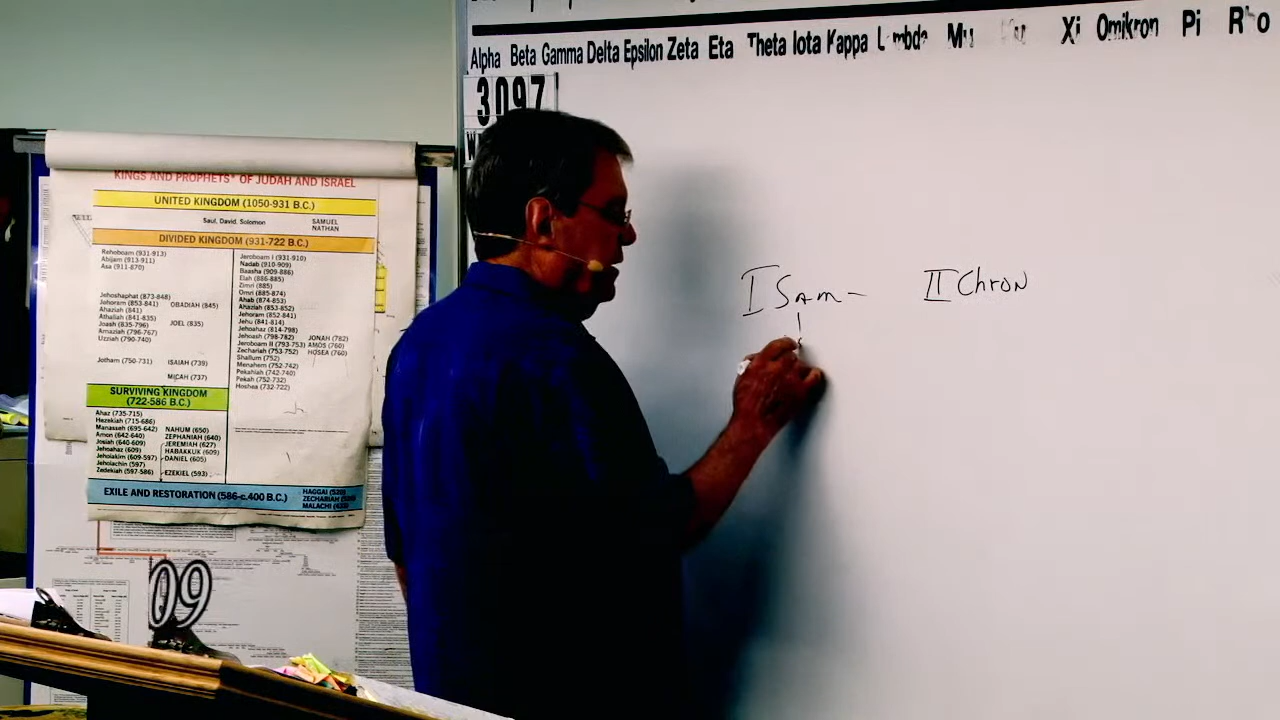 Alpha Beta Gamma Delta Epsilon Zeta Eta Theta Iota Kappa Lambda Mu Nu Xi Omikron Pi Rho
3097
I Sam - II Chron
KINGS AND PROPHETS* OF JUDAH AND ISRAEL
UNITED KINGDOM (1050-931 B.C.)
Saul, David, Solomon
SAMUEL
NATHAN
DIVIDED KINGDOM (931-722 B.C.)
Rehoboam (931-913)
Abijam (913-911)
Asa (911-870)
Jehoshaphat (873-848)
Jehoram (853-841) OBADIAH (845)
Ahaziah (841)
Athaliah (841-835)
Joash (835-796) JOEL (835)
Amaziah (796-767)
Uzziah (790-740)
Jotham (750-731) ISAIAH (739)
MICAH (737)
Jeroboam I (931-910)
Nadab (910-909)
Baasha (909-886)
Elah (886-885)
Zimri (885)
Omri (885-874)
Ahab (874-853)
Ahaziah (853-852)
Jehoram (852-841)
Jehu (841-814)
Jehoahaz (814-798)
Jehoash (798-782) JONAH (782)
Jeroboam II (793-753) AMOS (760)
Zechariah (753-752) HOSEA (760)
Shallum (752)
Menahem (752-742)
Pekahiah (742-740)
Pekah (752-732)
Hoshea (732-722)
SURVIVING KINGDOM
(722-586 B.C.)
Ahaz (735-715)
Hezekiah (715-686)
Manasseh (695-642) NAHUM (650)
Amon (642-640) ZEPHANIAH (640)
Josiah (640-609) JEREMIAH (627)
Jehoahaz (609) HABAKKUK (609)
Jehoiakim (609-597) DANIEL (605)
Jehoiachin (597)
Zedekiah (597-586) EZEKIEL (593)
EXILE AND RESTORATION (586-c.400 B.C.)
HAGGAI
ZECHARIAH
MALACHI
09